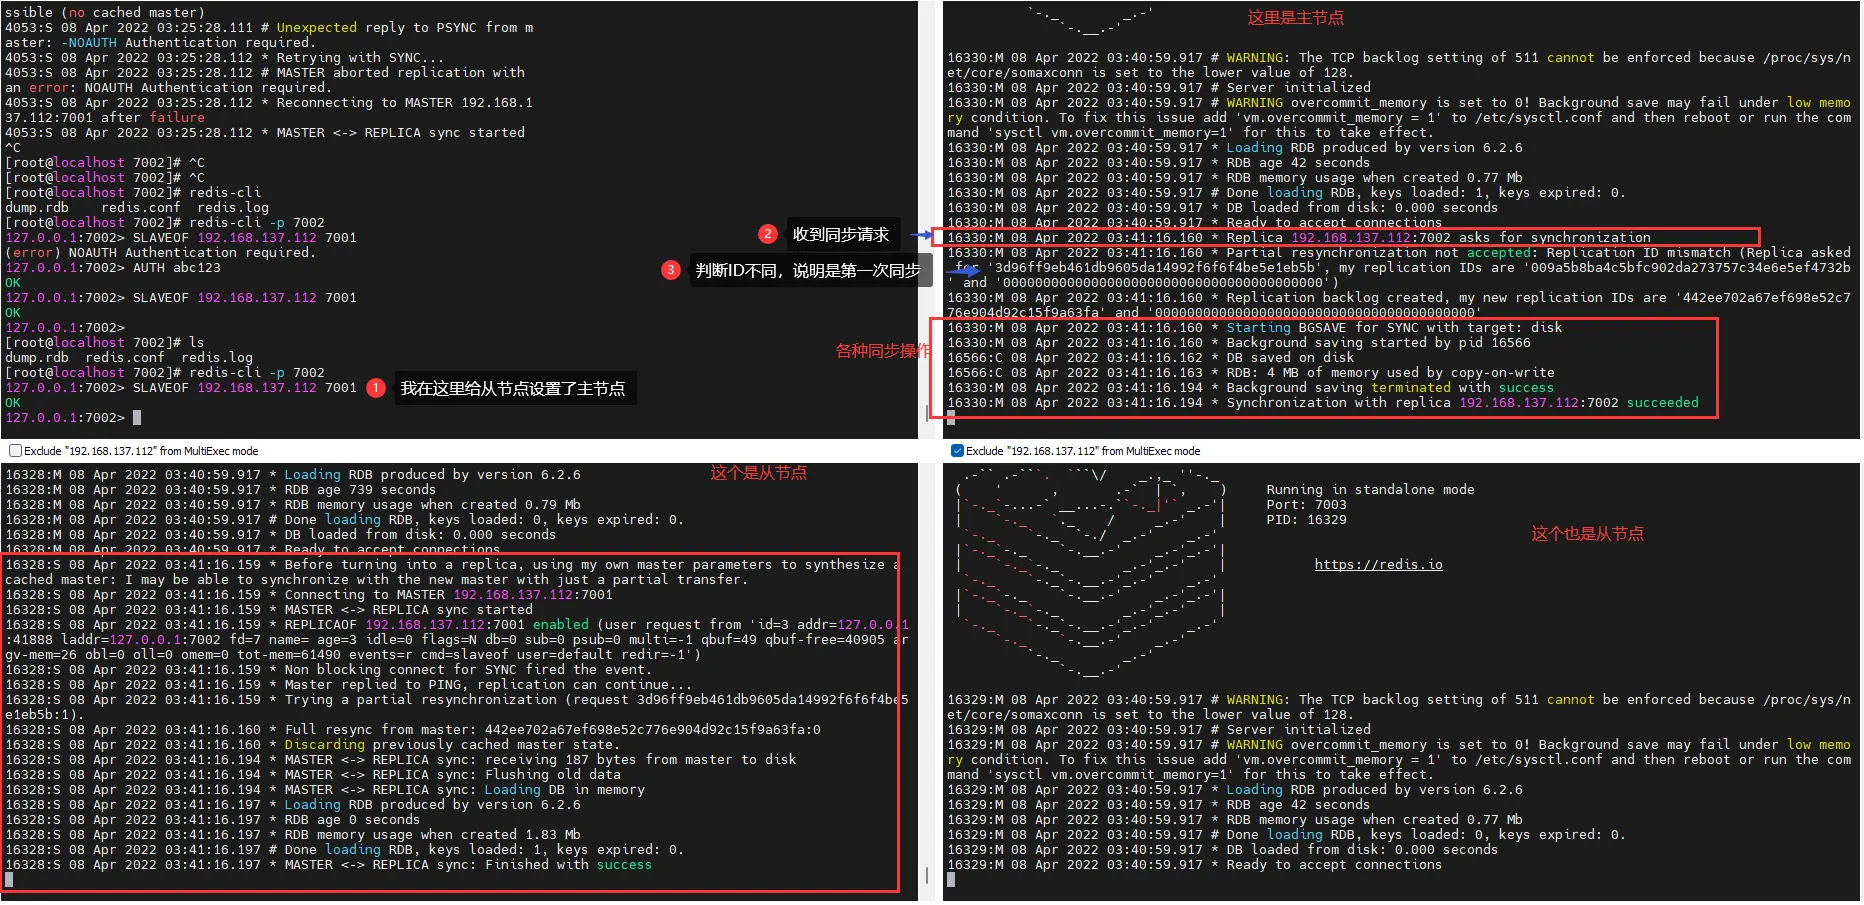 ssible (no cached master)
4053:S 08 Apr 2022 03:25:28.111 # Unexpected reply to PSYNC from m
aster: -NOAUTH Authentication required.
4053:S 08 Apr 2022 03:25:28.112 * Retrying with SYNC...
4053:S 08 Apr 2022 03:25:28.112 # MASTER aborted replication with
an error: NOAUTH Authentication required.
4053:S 08 Apr 2022 03:25:28.112 * Reconnecting to MASTER 192.168.1
37.112:7001 after failure
4053:S 08 Apr 2022 03:25:28.112 * MASTER <-> REPLICA sync started
^C
[root@localhost 7002]# ^C
[root@localhost 7002]# ^C
[root@localhost 7002]# redis-cli
dump.rdb    redis.conf  redis.log
[root@localhost 7002]# redis-cli -p 7002
127.0.0.1:7002> SLAVEOF 192.168.137.112 7001
(error) NOAUTH Authentication required.
127.0.0.1:7002> AUTH abc123
OK
127.0.0.1:7002> SLAVEOF 192.168.137.112 7001
OK
127.0.0.1:7002>
[root@localhost 7002]# ls
dump.rdb  redis.conf  redis.log
[root@localhost 7002]# redis-cli -p 7002
127.0.0.1:7002> SLAVEOF 192.168.137.112 7001
1 我在这里给从节点设置了主节点
OK
127.0.0.1:7002>
2 收到同步请求
3 判断ID不同，说明是第一次同步
各种同步操作
这里是主节点
16330:M 08 Apr 2022 03:40:59.917 # WARNING: The TCP backlog setting of 511 cannot be enforced because /proc/sys/n
et/core/somaxconn is set to the lower value of 128.
16330:M 08 Apr 2022 03:40:59.917 # Server initialized
16330:M 08 Apr 2022 03:40:59.917 # WARNING overcommit_memory is set to 0! Background save may fail under low memo
ry condition. To fix this issue add 'vm.overcommit_memory = 1' to /etc/sysctl.conf and then reboot or run the com
mand 'sysctl vm.overcommit_memory=1' for this to take effect.
16330:M 08 Apr 2022 03:40:59.917 * Loading RDB produced by version 6.2.6
16330:M 08 Apr 2022 03:40:59.917 * RDB age 42 seconds
16330:M 08 Apr 2022 03:40:59.917 * RDB memory usage when created 0.77 Mb
16330:M 08 Apr 2022 03:40:59.917 # Done loading RDB, keys loaded: 1, keys expired: 0.
16330:M 08 Apr 2022 03:40:59.917 * DB loaded from disk: 0.000 seconds
16330:M 08 Apr 2022 03:40:59.917 * Ready to accept connections
16330:M 08 Apr 2022 03:41:16.160 * Replica 192.168.137.112:7002 asks for synchronization
16330:M 08 Apr 2022 03:41:16.160 * Partial resynchronization not accepted: Replication ID mismatch (Replica asked
for '3d96ff9eb461db9605da14992f6f6f4be5e1eb5b', my replication IDs are '009a5b8ba4c5bfc902da273757c34e6e5ef4732b
' and '0000000000000000000000000000000000000000')
16330:M 08 Apr 2022 03:41:16.160 * Replication backlog created, my new replication IDs are '442ee702a67ef698e52c7
76e904d92c15f9a63fa' and '0000000000000000000000000000000000000000'
16330:M 08 Apr 2022 03:41:16.160 * Starting BGSAVE for SYNC with target: disk
16330:M 08 Apr 2022 03:41:16.160 * Background saving started by pid 16566
16566:C 08 Apr 2022 03:41:16.162 * DB saved on disk
16566:C 08 Apr 2022 03:41:16.163 * RDB: 4 MB of memory used by copy-on-write
16330:M 08 Apr 2022 03:41:16.194 * Background saving terminated with success
16330:M 08 Apr 2022 03:41:16.194 * Synchronization with replica 192.168.137.112:7002 succeeded
Exclude "192.168.137.112" from MultiExec mode
Exclude "192.168.137.112" from MultiExec mode
这个是从节点
16328:M 08 Apr 2022 03:40:59.917 * Loading RDB produced by version 6.2.6
16328:M 08 Apr 2022 03:40:59.917 * RDB age 739 seconds
16328:M 08 Apr 2022 03:40:59.917 * RDB memory usage when created 0.79 Mb
16328:M 08 Apr 2022 03:40:59.917 # Done loading RDB, keys loaded: 0, keys expired: 0.
16328:M 08 Apr 2022 03:40:59.917 * DB loaded from disk: 0.000 seconds
16328:M 08 Apr 2022 03:40:59.917 * Ready to accept connections
16328:S 08 Apr 2022 03:41:16.159 * Before turning into a replica, using my own master parameters to synthesize a
cached master: I may be able to synchronize with the new master with just a partial transfer.
16328:S 08 Apr 2022 03:41:16.159 * Connecting to MASTER 192.168.137.112:7001
16328:S 08 Apr 2022 03:41:16.159 * MASTER <-> REPLICA sync started
16328:S 08 Apr 2022 03:41:16.159 * REPLICAOF 192.168.137.112:7001 enabled (user request from 'id=3 addr=127.0.0.1
:41888 laddr=127.0.0.1:7002 fd=7 name= age=3 idle=0 flags=N db=0 sub=0 psub=0 multi=-1 qbuf=49 qbuf-free=40905 ar
gv-mem=26 obl=0 oll=0 omem=0 tot-mem=61490 events=r cmd=slaveof user=default redir=-1')
16328:S 08 Apr 2022 03:41:16.159 * Non blocking connect for SYNC fired the event.
16328:S 08 Apr 2022 03:41:16.159 * Master replied to PING, replication can continue...
16328:S 08 Apr 2022 03:41:16.159 * Trying a partial resynchronization (request 3d96ff9eb461db9605da14992f6f6f4be5
e1eb5b:1).
16328:S 08 Apr 2022 03:41:16.160 * Full resync from master: 442ee702a67ef698e52c776e904d92c15f9a63fa:0
16328:S 08 Apr 2022 03:41:16.160 * Discarding previously cached master state.
16328:S 08 Apr 2022 03:41:16.194 * MASTER <-> REPLICA sync: receiving 187 bytes from master to disk
16328:S 08 Apr 2022 03:41:16.194 * MASTER <-> REPLICA sync: Flushing old data
16328:S 08 Apr 2022 03:41:16.194 * MASTER <-> REPLICA sync: Loading DB in memory
16328:S 08 Apr 2022 03:41:16.197 * Loading RDB produced by version 6.2.6
16328:S 08 Apr 2022 03:41:16.197 * RDB age 0 seconds
16328:S 08 Apr 2022 03:41:16.197 * RDB memory usage when created 1.83 Mb
16328:S 08 Apr 2022 03:41:16.197 # Done loading RDB, keys loaded: 1, keys expired: 0.
16328:S 08 Apr 2022 03:41:16.197 * MASTER <-> REPLICA sync: Finished with success
Running in standalone mode
Port: 7003
PID: 16329
这个也是从节点
https://redis.io
16329:M 08 Apr 2022 03:40:59.917 # WARNING: The TCP backlog setting of 511 cannot be enforced because /proc/sys/n
et/core/somaxconn is set to the lower value of 128.
16329:M 08 Apr 2022 03:40:59.917 # Server initialized
16329:M 08 Apr 2022 03:40:59.917 # WARNING overcommit_memory is set to 0! Background save may fail under low memo
ry condition. To fix this issue add 'vm.overcommit_memory = 1' to /etc/sysctl.conf and then reboot or run the com
mand 'sysctl vm.overcommit_memory=1' for this to take effect.
16329:M 08 Apr 2022 03:40:59.917 * Loading RDB produced by version 6.2.6
16329:M 08 Apr 2022 03:40:59.917 * RDB age 42 seconds
16329:M 08 Apr 2022 03:40:59.917 * RDB memory usage when created 0.77 Mb
16329:M 08 Apr 2022 03:40:59.917 # Done loading RDB, keys loaded: 0, keys expired: 0.
16329:M 08 Apr 2022 03:40:59.917 * DB loaded from disk: 0.000 seconds
16329:M 08 Apr 2022 03:40:59.917 * Ready to accept connections